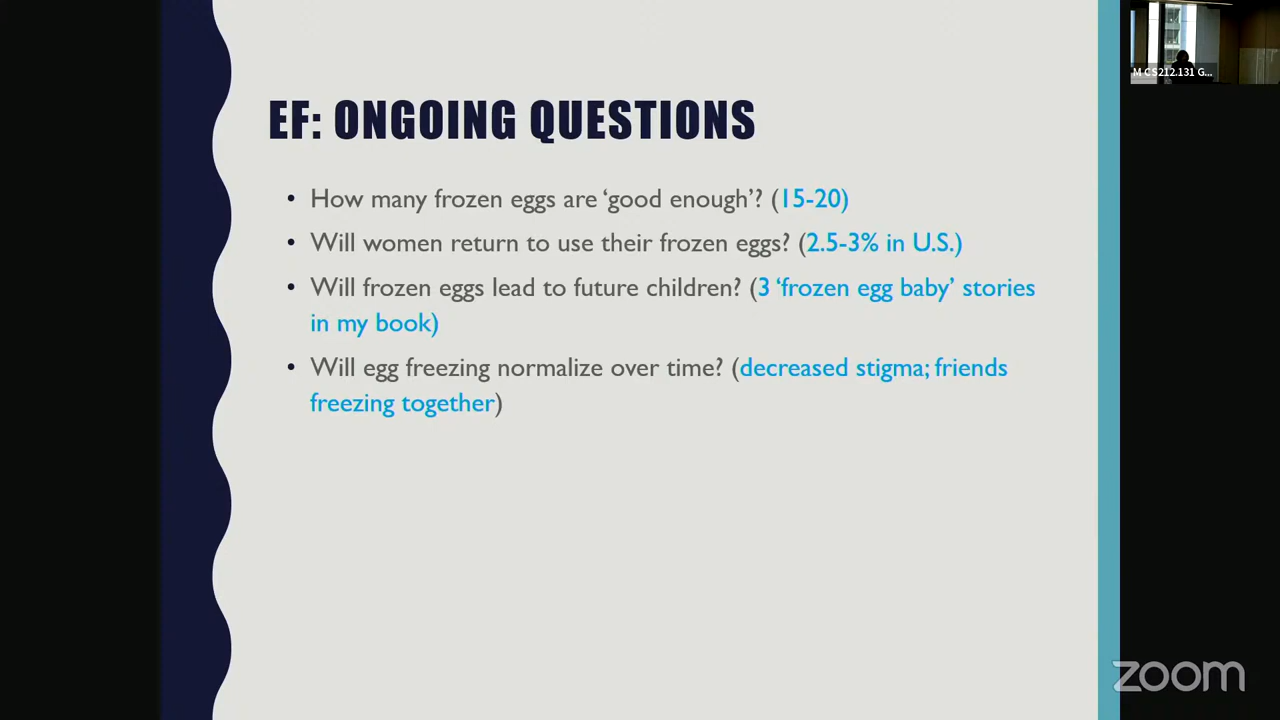 M CS212.131 G...
EF: ONGOING QUESTIONS
• How many frozen eggs are ‘good enough’? (15-20)
• Will women return to use their frozen eggs? (2.5-3% in U.S.)
• Will frozen eggs lead to future children? (3 ‘frozen egg baby’ stories
in my book)
• Will egg freezing normalize over time? (decreased stigma; friends
freezing together)
zoom